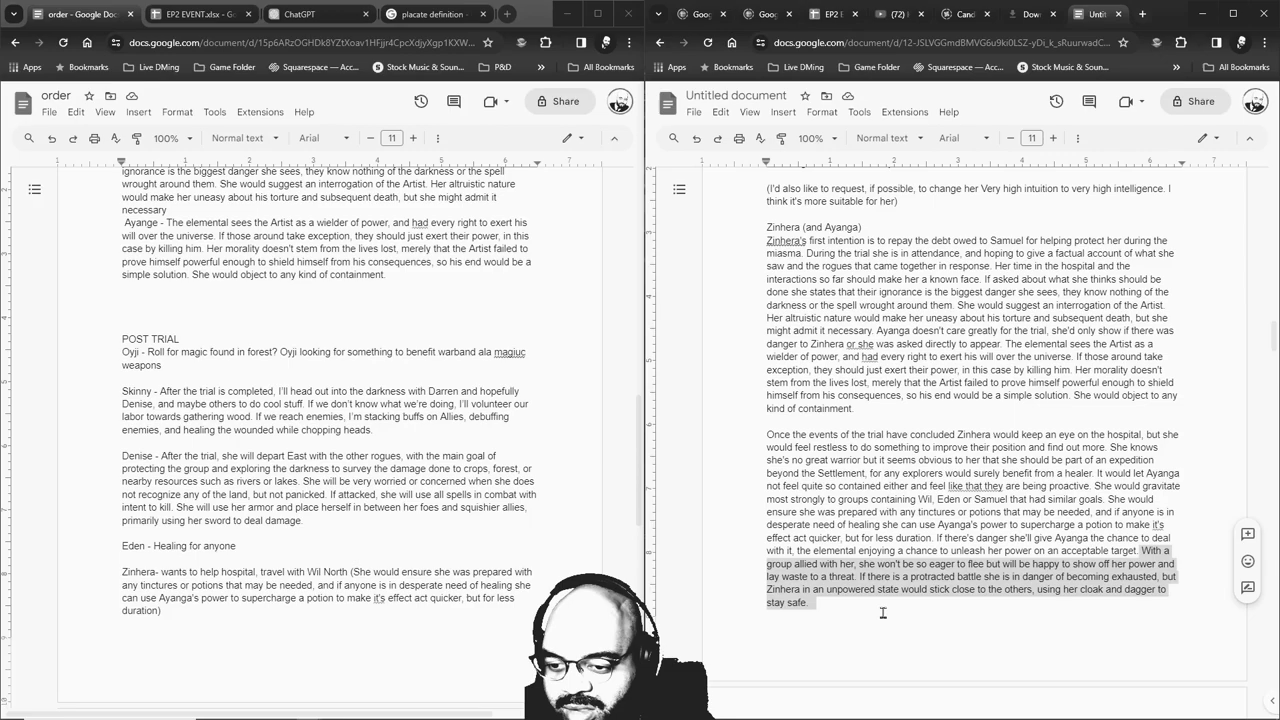 order - Google Docs
EP2 EVENT.xlsx - G
ChatGPT
placate definition -
docs.google.com/document/d/15p6ARzOGHDk8YZtXoav1HFjjr4CpcXdjyXgp1KXW...
Apps
Bookmarks
Live DMing
Game Folder
Squarespace — Acc...
Stock Music & Soun...
P&D
»
All Bookmarks
order
File Edit View Insert Format Tools Extensions Help
Share
100%
Normal text
Arial
11
ignorance is the biggest danger she sees, they know nothing of the darkness or the spell
wrought around them. She would suggest an interrogation of the Artist. Her altruistic nature
would make her uneasy about his torture and subsequent death, but she might admit it
necessary
Ayange - The elemental sees the Artist as a wielder of power, and had every right to exert his
will over the universe. If those around take exception, they should just exert their power, in this
case by killing him. Her morality doesn't stem from the lives lost, merely that the Artist failed to
prove himself powerful enough to shield himself from his consequences, so his end would be a
simple solution. She would object to any kind of containment.
POST TRIAL
Oyji - Roll for magic found in forest? Oyji looking for something to benefit warband ala magiuc
weapons
Skinny - After the trial is completed, I'll head out into the darkness with Darren and hopefully
Denise, and maybe others to do cool stuff. If we don't know what we're doing, I'll volunteer our
labor towards gathering wood. If we reach enemies, I'm stacking buffs on Allies, debuffing
enemies, and healing the wounded while chopping heads.
Denise - After the trial, she will depart East with the other rogues, with the main goal of
protecting the group and exploring the darkness to survey the damage done to crops, forest, or
nearby resources such as rivers or lakes. She will be very worried or concerned when she does
not recognize any of the land, but not panicked. If attacked, she will use all spells in combat with
intent to kill. She will use her armor and place herself in between her foes and squishier allies,
primarily using her sword to deal damage.
Eden - Healing for anyone
Zinhera- wants to help hospital, travel with Wil North (She would ensure she was prepared with
any tinctures or potions that may be needed, and if anyone is in desperate need of healing she
can use Ayanga's power to supercharge a potion to make it's effect act quicker, but for less
duration)
Goog
Goog
EP2 E
(72)
Cand
Dow
Untit
docs.google.com/document/d/12-JSLVGGmdBMVG6u9ki0LSZ-yDi_k_sRuurwadC...
Apps
Bookmarks
Live DMing
Game Folder
Squarespace — Acc...
Stock Music & Soun...
»
All Bookmarks
Untitled document
File Edit View Insert Format Tools Extensions Help
Share
100%
Normal text
Arial
11
(I'd also like to request, if possible, to change her Very high intuition to very high intelligence. I
think it's more suitable for her)
Zinhera (and Ayanga)
Zinhera's first intention is to repay the debt owed to Samuel for helping protect her during the
miasma. During the trial she is in attendance, and hoping to give a factual account of what she
saw and the rogues that came together in response. Her time in the hospital and the
interactions so far should make her a known face. If asked about what she thinks should be
done she states that their ignorance is the biggest danger she sees, they know nothing of the
darkness or the spell wrought around them. She would suggest an interrogation of the Artist.
Her altruistic nature would make her uneasy about his torture and subsequent death, but she
might admit it necessary. Ayanga doesn't care greatly for the trial, she'd only show if there was
danger to Zinhera or she was asked directly to appear. The elemental sees the Artist as a
wielder of power, and had every right to exert his will over the universe. If those around take
exception, they should just exert their power, in this case by killing him. Her morality doesn't
stem from the lives lost, merely that the Artist failed to prove himself powerful enough to shield
himself from his consequences, so his end would be a simple solution. She would object to any
kind of containment.
Once the events of the trial have concluded Zinhera would keep an eye on the hospital, but she
would feel restless to do something to improve their position and find out more. She knows
she's no great warrior but it seems obvious to her that she should be part of an expedition
beyond the Settlement, for any explorers would surely benefit from a healer. It would let Ayanga
not feel quite so contained either and feel like that they are being proactive. She would gravitate
most strongly to groups containing Wil, Eden or Samuel that had similar goals. She would
ensure she was prepared with any tinctures or potions that may be needed, and if anyone is in
desperate need of healing she can use Ayanga's power to supercharge a potion to make it's
effect act quicker, but for less duration. If there's danger she'll give Ayanga the chance to deal
with it, the elemental enjoying a chance to unleash her power on an acceptable target. With a
group allied with her, she won't be so eager to flee but will be happy to show off her power and
lay waste to a threat. If there is a protracted battle she is in danger of becoming exhausted, but
Zinhera in an unpowered state would stick close to the others, using her cloak and dagger to
stay safe.